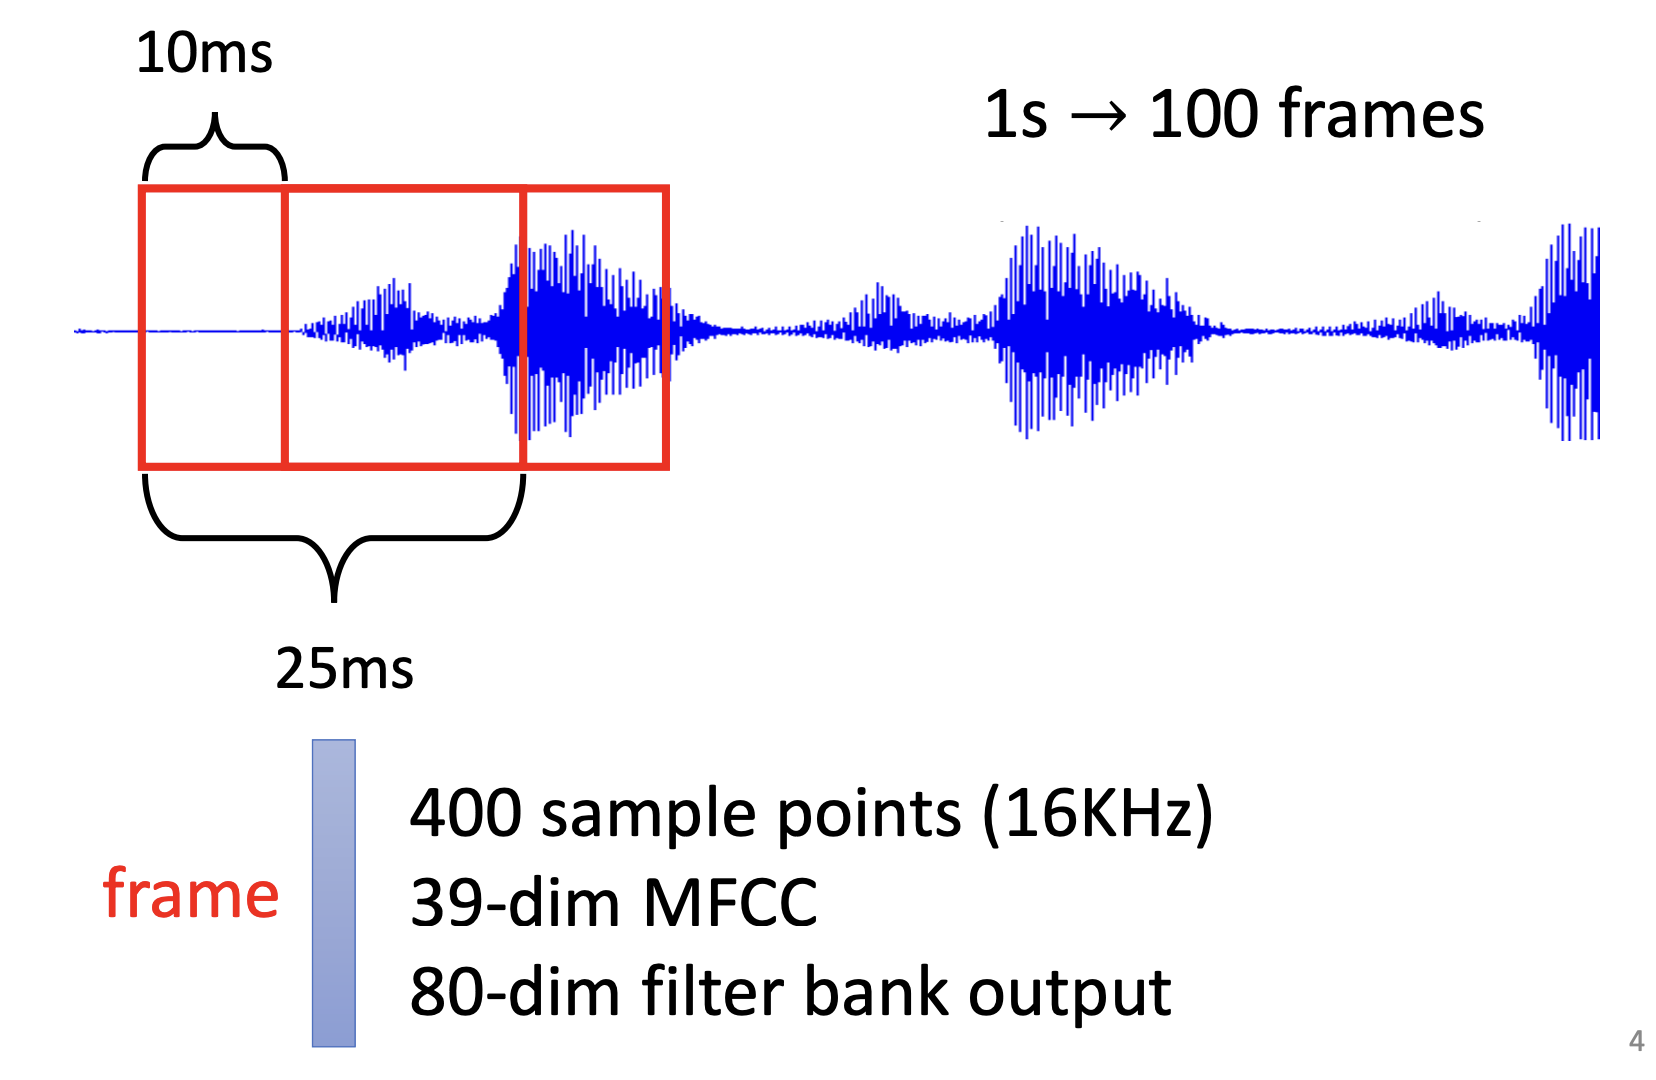 10ms
1s → 100 frames
25ms
frame
400 sample points (16KHz)
39-dim MFCC
80-dim filter bank output
4